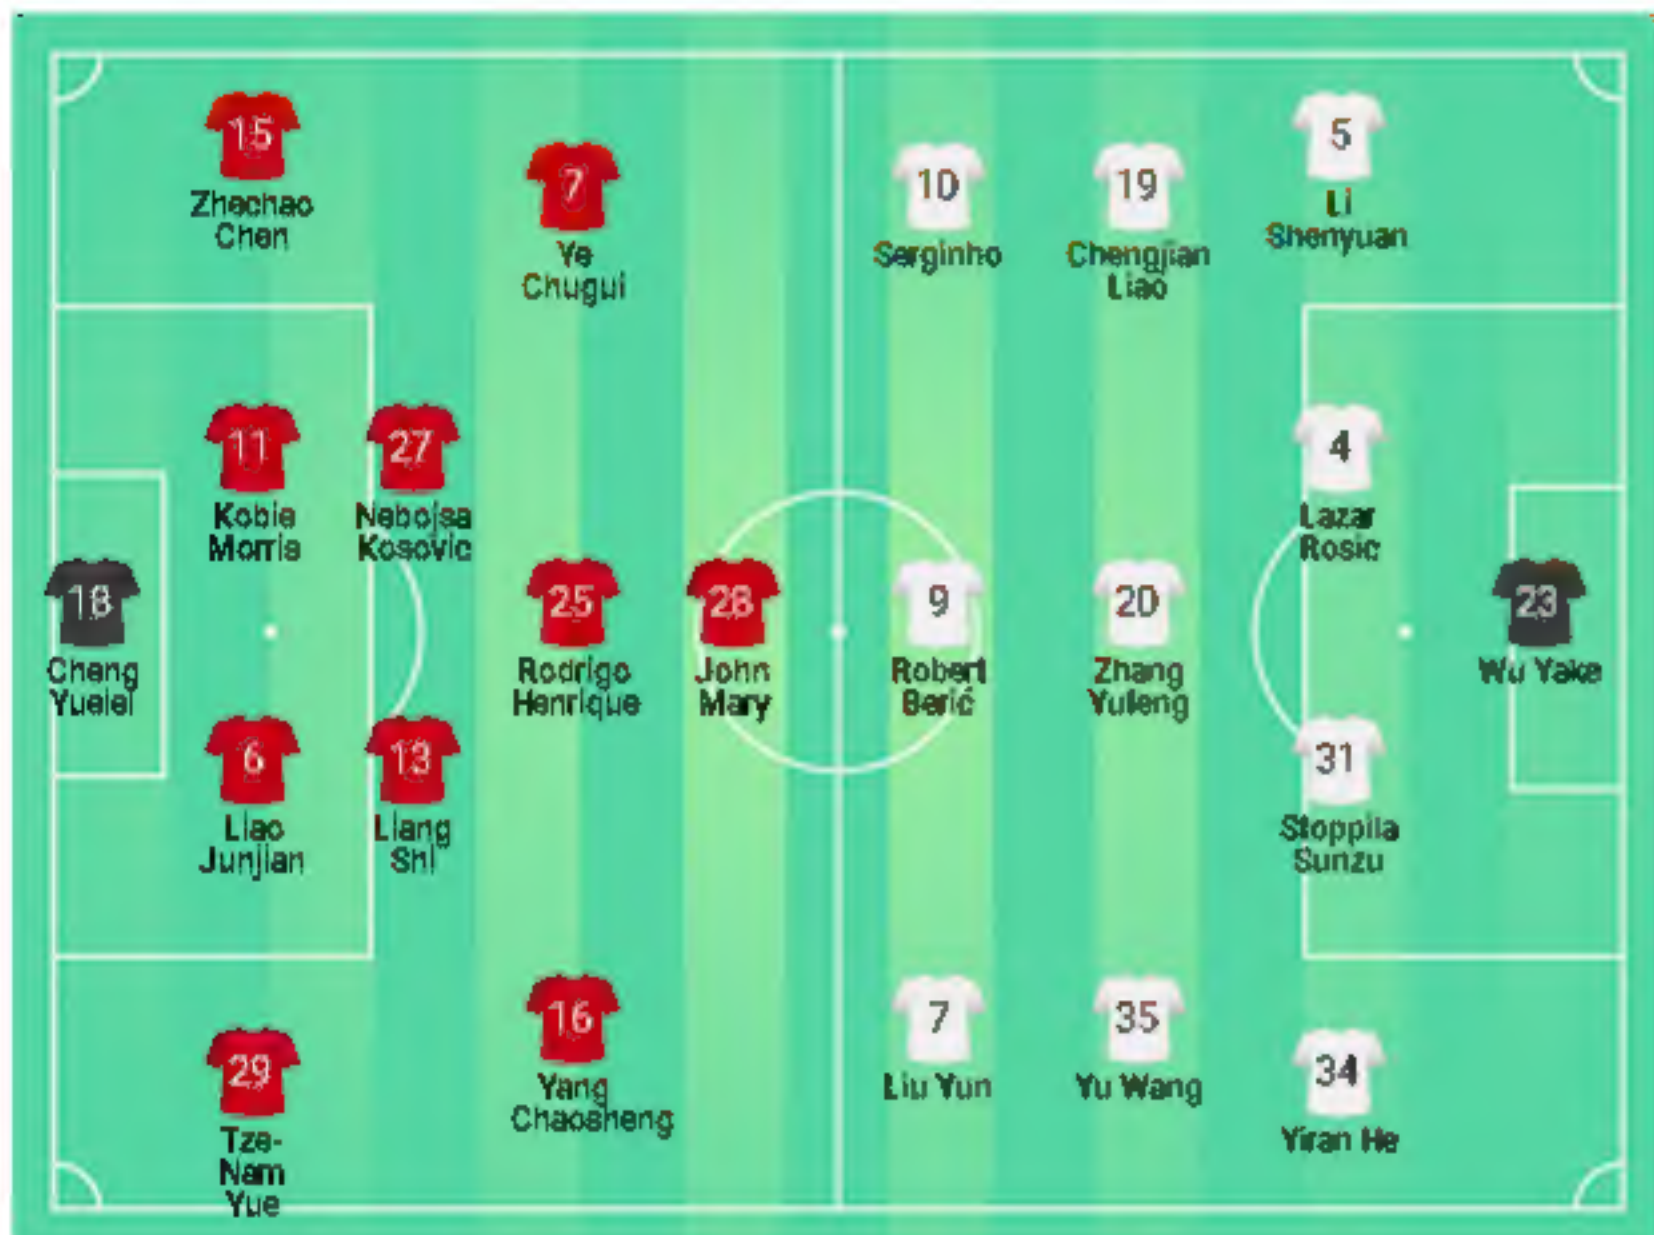 15
Zhechao
Chen
7
Ye
Chugui
11
Kobie
Morris
27
Nebojsa
Kosovic
18
Cheng
Yuelei
25
Rodrigo
Henrique
28
John
Mary
6
Liao
Junjian
13
Liang
Shi
29
Tze-
Nam
Yue
16
Yang
Chaosheng
10
Serginho
19
Chengjian
Liao
5
Li
Shenyuan
4
Lazar
Rosic
9
Robert
Berić
20
Zhang
Yufeng
23
Wu Yake
31
Stoppila
Sunzu
7
Liu Yun
35
Yu Wang
34
Yiran He